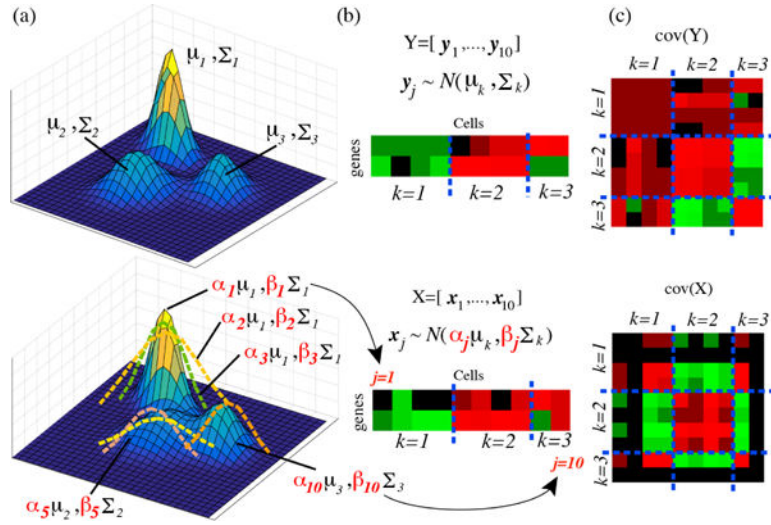 (a)
μ1 ,Σ1
μ2 ,Σ2
μ3 ,Σ3
(b)
Y=[ y1,...,y10]
yj ~ N(μk ,Σk)
Cells
genes
k=1 k=2 k=3
(c)
cov(Y)
k=1 k=2 k=3
k=1
k=2
k=3
α1μ1 ,β1Σ1
α2μ1 ,β2Σ1
α3μ1 ,β3Σ1
α5μ2 ,β5Σ2
α10μ3 ,β10Σ3
X=[ x1,...,x10]
xj ~ N(αjμk ,βjΣk)
j=1
Cells
genes
k=1 k=2 k=3
j=10
cov(X)
k=1 k=2 k=3
k=1
k=2
k=3